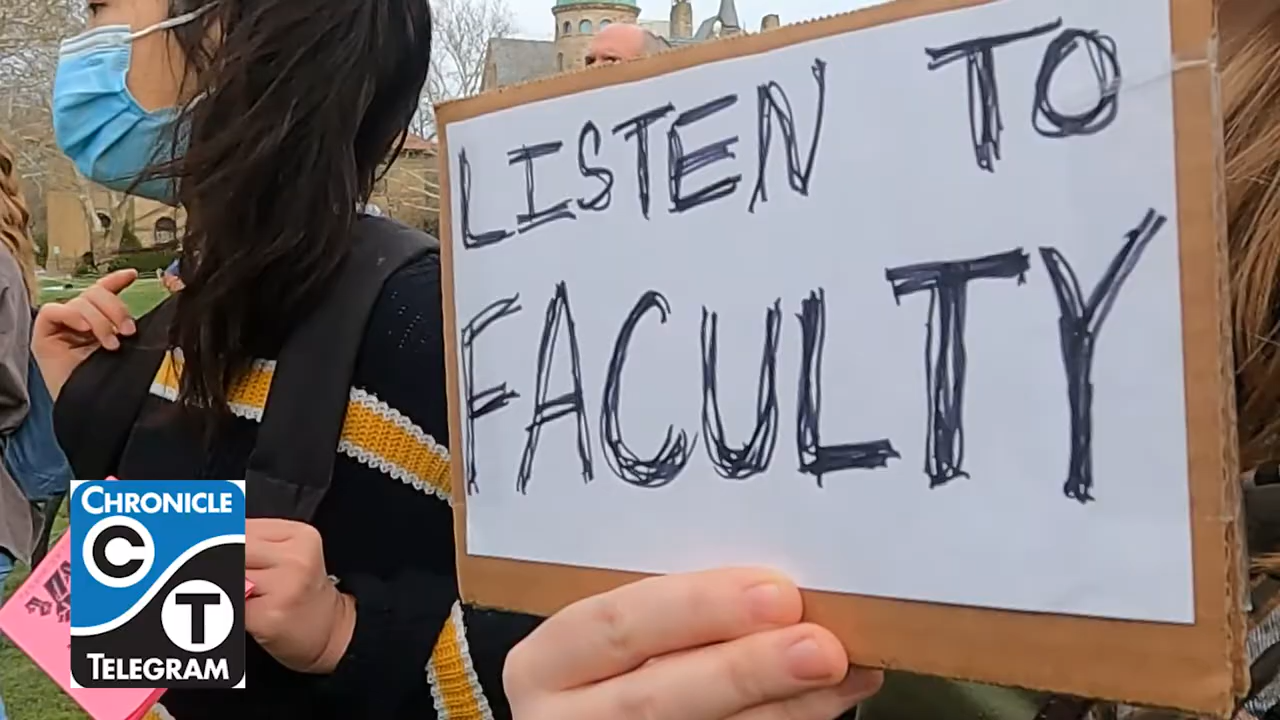 LISTEN TO
FACULTY
CHRONICLE
C
T
TELEGRAM